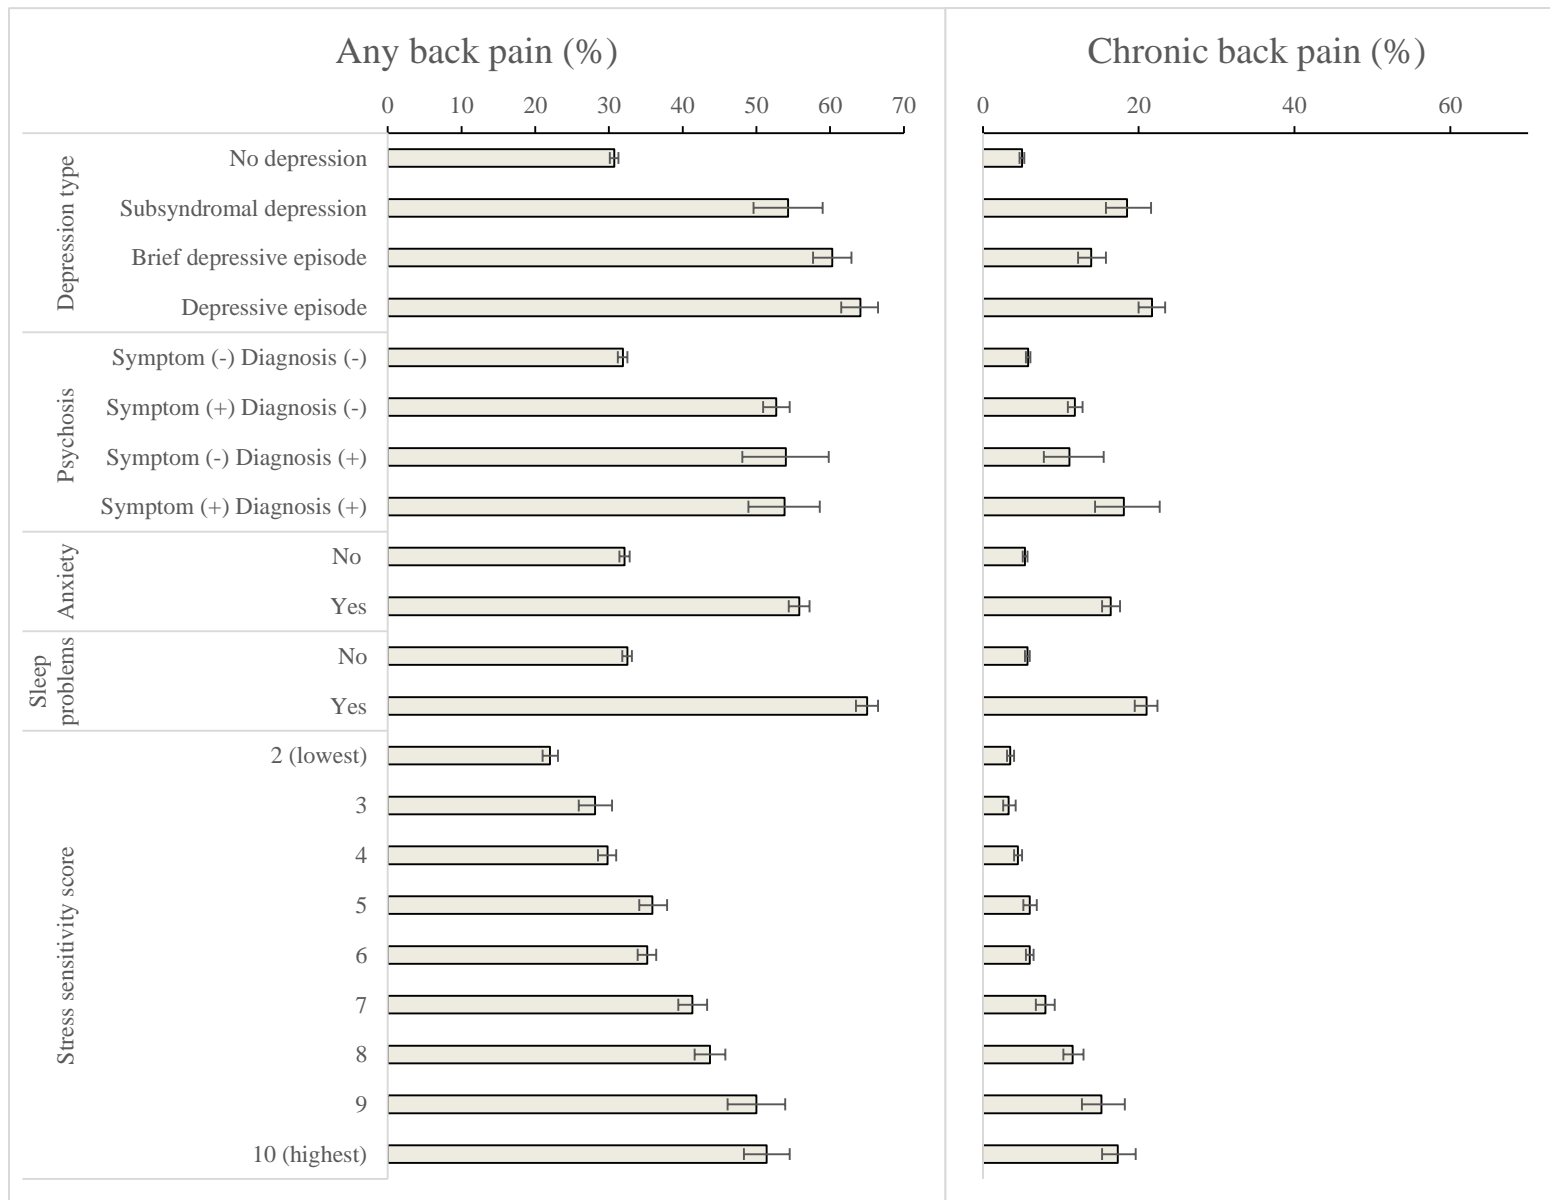 Any back pain (%)
Chronic back pain (%)
0 10 20 30 40 50 60 70
0 20 40 60
Depression type
No depression
Subsyndromal depression
Brief depressive episode
Depressive episode
Psychosis
Symptom (-) Diagnosis (-)
Symptom (+) Diagnosis (-)
Symptom (-) Diagnosis (+)
Symptom (+) Diagnosis (+)
Anxiety
No
Yes
Sleep
problems
No
Yes
Stress sensitivity score
2 (lowest)
3
4
5
6
7
8
9
10 (highest)